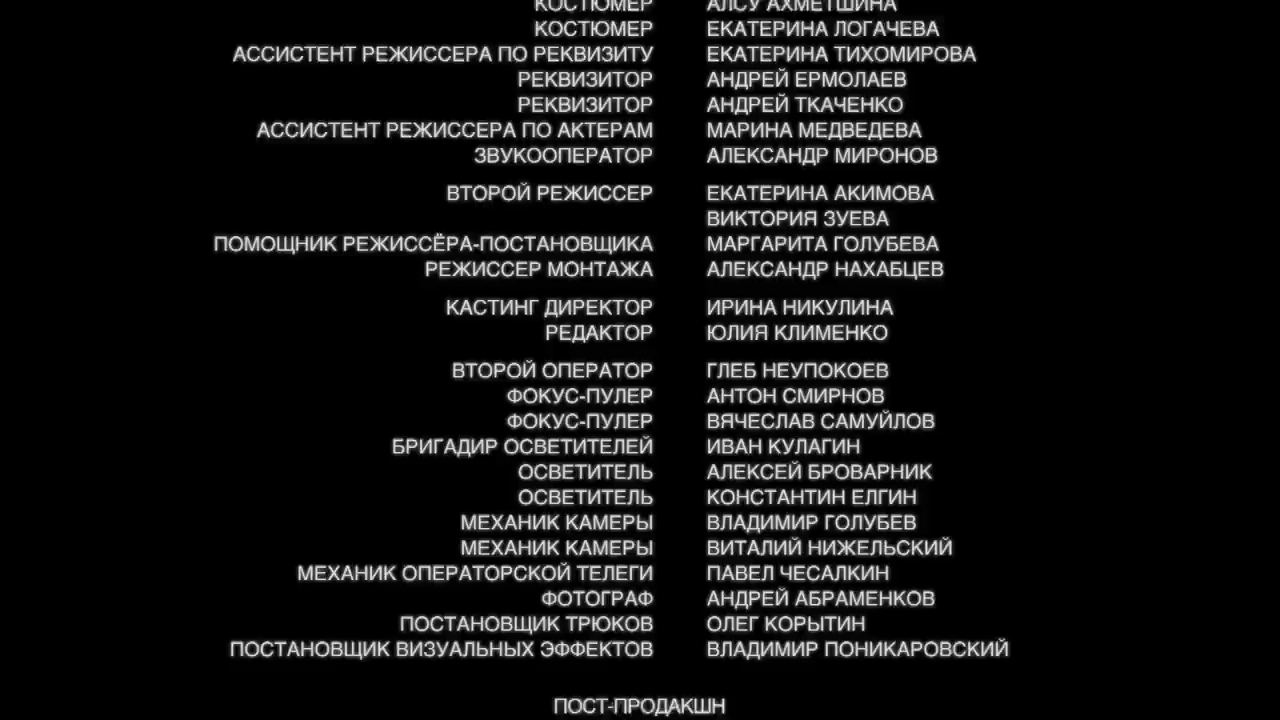 КОСТЮМЕР АЛСУ АХМЕТШИНА
КОСТЮМЕР ЕКАТЕРИНА ЛОГАЧЕВА
АССИСТЕНТ РЕЖИССЕРА ПО РЕКВИЗИТУ ЕКАТЕРИНА ТИХОМИРОВА
РЕКВИЗИТОР АНДРЕЙ ЕРМОЛАЕВ
РЕКВИЗИТОР АНДРЕЙ ТКАЧЕНКО
АССИСТЕНТ РЕЖИССЕРА ПО АКТЕРАМ МАРИНА МЕДВЕДЕВА
ЗВУКООПЕРАТОР АЛЕКСАНДР МИРОНОВ
ВТОРОЙ РЕЖИССЕР ЕКАТЕРИНА АКИМОВА
ВИКТОРИЯ ЗУЕВА
ПОМОЩНИК РЕЖИССЁРА-ПОСТАНОВЩИКА МАРГАРИТА ГОЛУБЕВА
РЕЖИССЕР МОНТАЖА АЛЕКСАНДР НАХАБЦЕВ
КАСТИНГ ДИРЕКТОР ИРИНА НИКУЛИНА
РЕДАКТОР ЮЛИЯ КЛИМЕНКО
ВТОРОЙ ОПЕРАТОР ГЛЕБ НЕУПОКОЕВ
ФОКУС-ПУЛЕР АНТОН СМИРНОВ
ФОКУС-ПУЛЕР ВЯЧЕСЛАВ САМУЙЛОВ
БРИГАДИР ОСВЕТИТЕЛЕЙ ИВАН КУЛАГИН
ОСВЕТИТЕЛЬ АЛЕКСЕЙ БРОВАРНИК
ОСВЕТИТЕЛЬ КОНСТАНТИН ЕЛГИН
МЕХАНИК КАМЕРЫ ВЛАДИМИР ГОЛУБЕВ
МЕХАНИК КАМЕРЫ ВИТАЛИЙ НИЖЕЛЬСКИЙ
МЕХАНИК ОПЕРАТОРСКОЙ ТЕЛЕГИ ПАВЕЛ ЧЕСАЛКИН
ФОТОГРАФ АНДРЕЙ АБРАМЕНКОВ
ПОСТАНОВЩИК ТРЮКОВ ОЛЕГ КОРЫТИН
ПОСТАНОВЩИК ВИЗУАЛЬНЫХ ЭФФЕКТОВ ВЛАДИМИР ПОНИКАРОВСКИЙ
ПОСТ-ПРОДАКШН